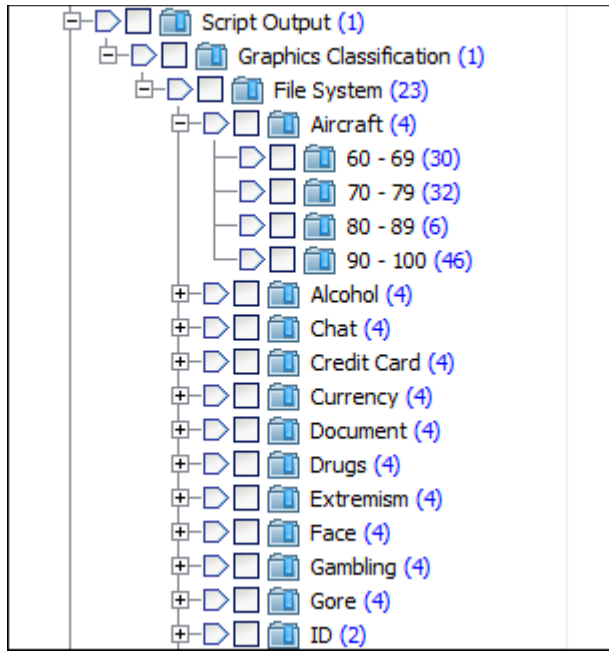 Script Output (1)
Graphics Classification (1)
File System (23)
Aircraft (4)
60 - 69 (30)
70 - 79 (32)
80 - 89 (6)
90 - 100 (46)
Alcohol (4)
Chat (4)
Credit Card (4)
Currency (4)
Document (4)
Drugs (4)
Extremism (4)
Face (4)
Gambling (4)
Gore (4)
ID (2)